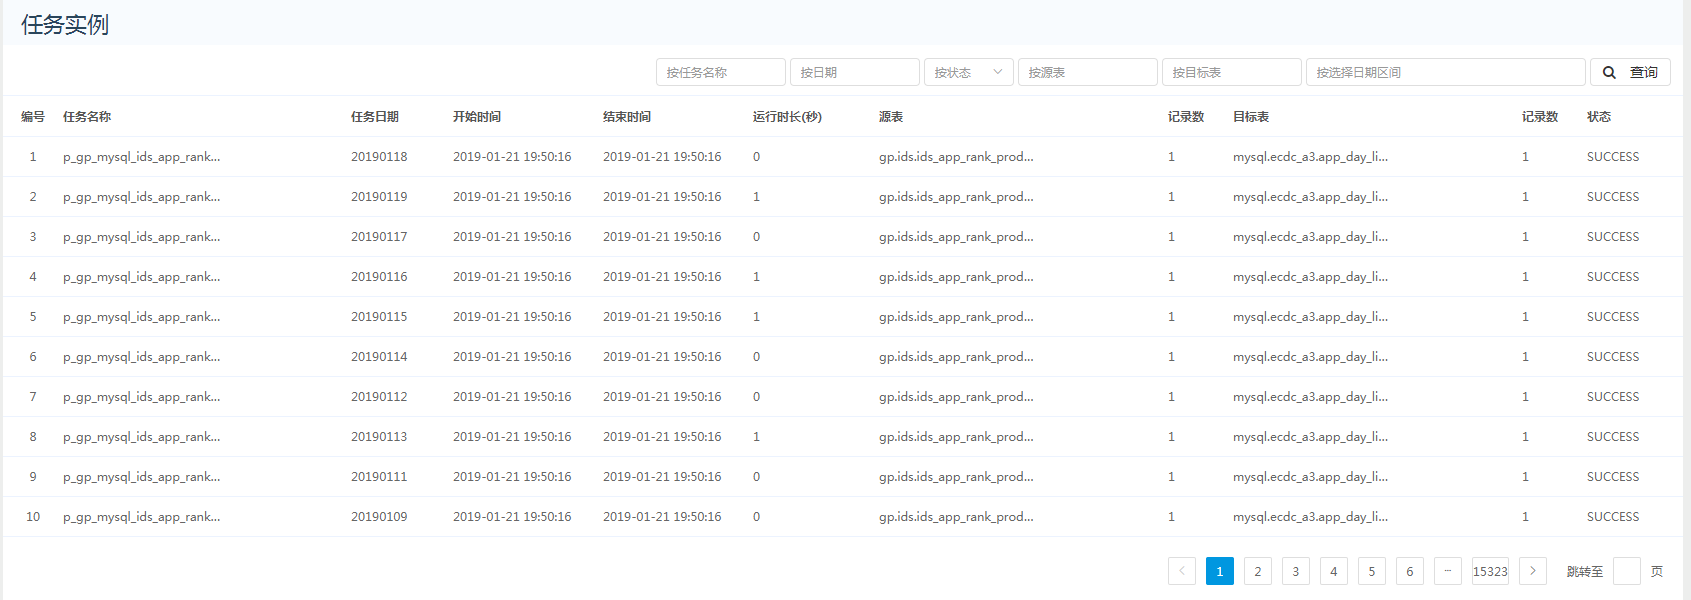 任务实例
按任务名称 按日期 按状态 按源表 按目标表 按选择日期区间 查询
编号 任务名称 任务日期 开始时间 结束时间 运行时长(秒) 源表 记录数 目标表 记录数 状态
1 p_gp_mysql_ids_app_rank... 20190118 2019-01-21 19:50:16 2019-01-21 19:50:16 0 gp.ids.ids_app_rank_prod... 1 mysql.ecdc_a3.app_day_li... 1 SUCCESS
2 p_gp_mysql_ids_app_rank... 20190119 2019-01-21 19:50:16 2019-01-21 19:50:16 1 gp.ids.ids_app_rank_prod... 1 mysql.ecdc_a3.app_day_li... 1 SUCCESS
3 p_gp_mysql_ids_app_rank... 20190117 2019-01-21 19:50:16 2019-01-21 19:50:16 0 gp.ids.ids_app_rank_prod... 1 mysql.ecdc_a3.app_day_li... 1 SUCCESS
4 p_gp_mysql_ids_app_rank... 20190116 2019-01-21 19:50:16 2019-01-21 19:50:16 1 gp.ids.ids_app_rank_prod... 1 mysql.ecdc_a3.app_day_li... 1 SUCCESS
5 p_gp_mysql_ids_app_rank... 20190115 2019-01-21 19:50:16 2019-01-21 19:50:16 1 gp.ids.ids_app_rank_prod... 1 mysql.ecdc_a3.app_day_li... 1 SUCCESS
6 p_gp_mysql_ids_app_rank... 20190114 2019-01-21 19:50:16 2019-01-21 19:50:16 0 gp.ids.ids_app_rank_prod... 1 mysql.ecdc_a3.app_day_li... 1 SUCCESS
7 p_gp_mysql_ids_app_rank... 20190112 2019-01-21 19:50:16 2019-01-21 19:50:16 0 gp.ids.ids_app_rank_prod... 1 mysql.ecdc_a3.app_day_li... 1 SUCCESS
8 p_gp_mysql_ids_app_rank... 20190113 2019-01-21 19:50:16 2019-01-21 19:50:16 1 gp.ids.ids_app_rank_prod... 1 mysql.ecdc_a3.app_day_li... 1 SUCCESS
9 p_gp_mysql_ids_app_rank... 20190111 2019-01-21 19:50:16 2019-01-21 19:50:16 0 gp.ids.ids_app_rank_prod... 1 mysql.ecdc_a3.app_day_li... 1 SUCCESS
10 p_gp_mysql_ids_app_rank... 20190109 2019-01-21 19:50:16 2019-01-21 19:50:16 0 gp.ids.ids_app_rank_prod... 1 mysql.ecdc_a3.app_day_li... 1 SUCCESS
< 1 2 3 4 5 6 ··· 15323 > 跳转至 页